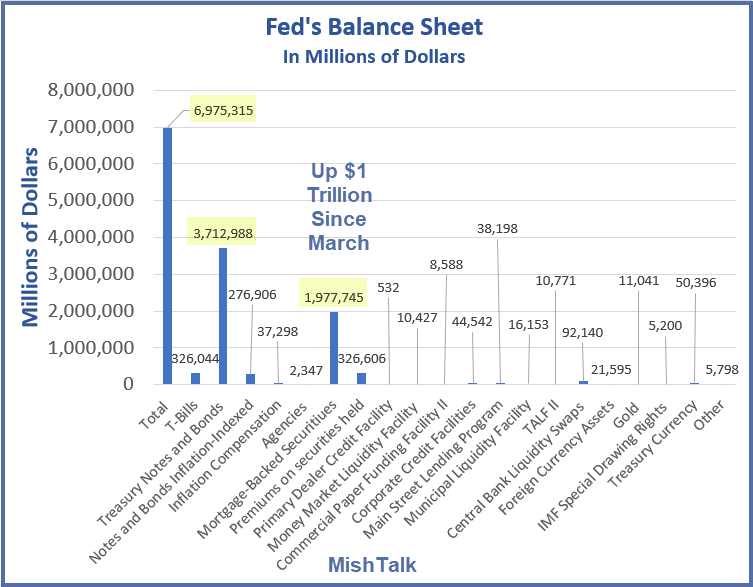 Fed's Balance Sheet
In Millions of Dollars
Millions of Dollars
8,000,000
7,000,000
6,000,000
5,000,000
4,000,000
3,000,000
2,000,000
1,000,000
0
Up $1
Trillion
Since
March
6,975,315
326,044
3,712,988
276,906
37,298
2,347
1,977,745
326,606
532
10,427
8,588
44,542
38,198
16,153
10,771
92,140
21,595
11,041
5,200
50,396
5,798
Total
T-Bills
Treasury Notes and Bonds
Notes and Bonds Inflation-Indexed
Inflation Compensation
Agencies
Mortgage-Backed Securitiues
Premiums on securities held
Primary Dealer Credit Facility
Money Market Liquidity Facility
Commercial Paper Funding Facility II
Corporate Credit Facilities
Main Street Lending Program
Municipal Liquidity Facility
TALF II
Central Bank Liquidity Swaps
Foreign Currency Assets
Gold
IMF Special Drawing Rights
Treasury Currency
Other
MishTalk